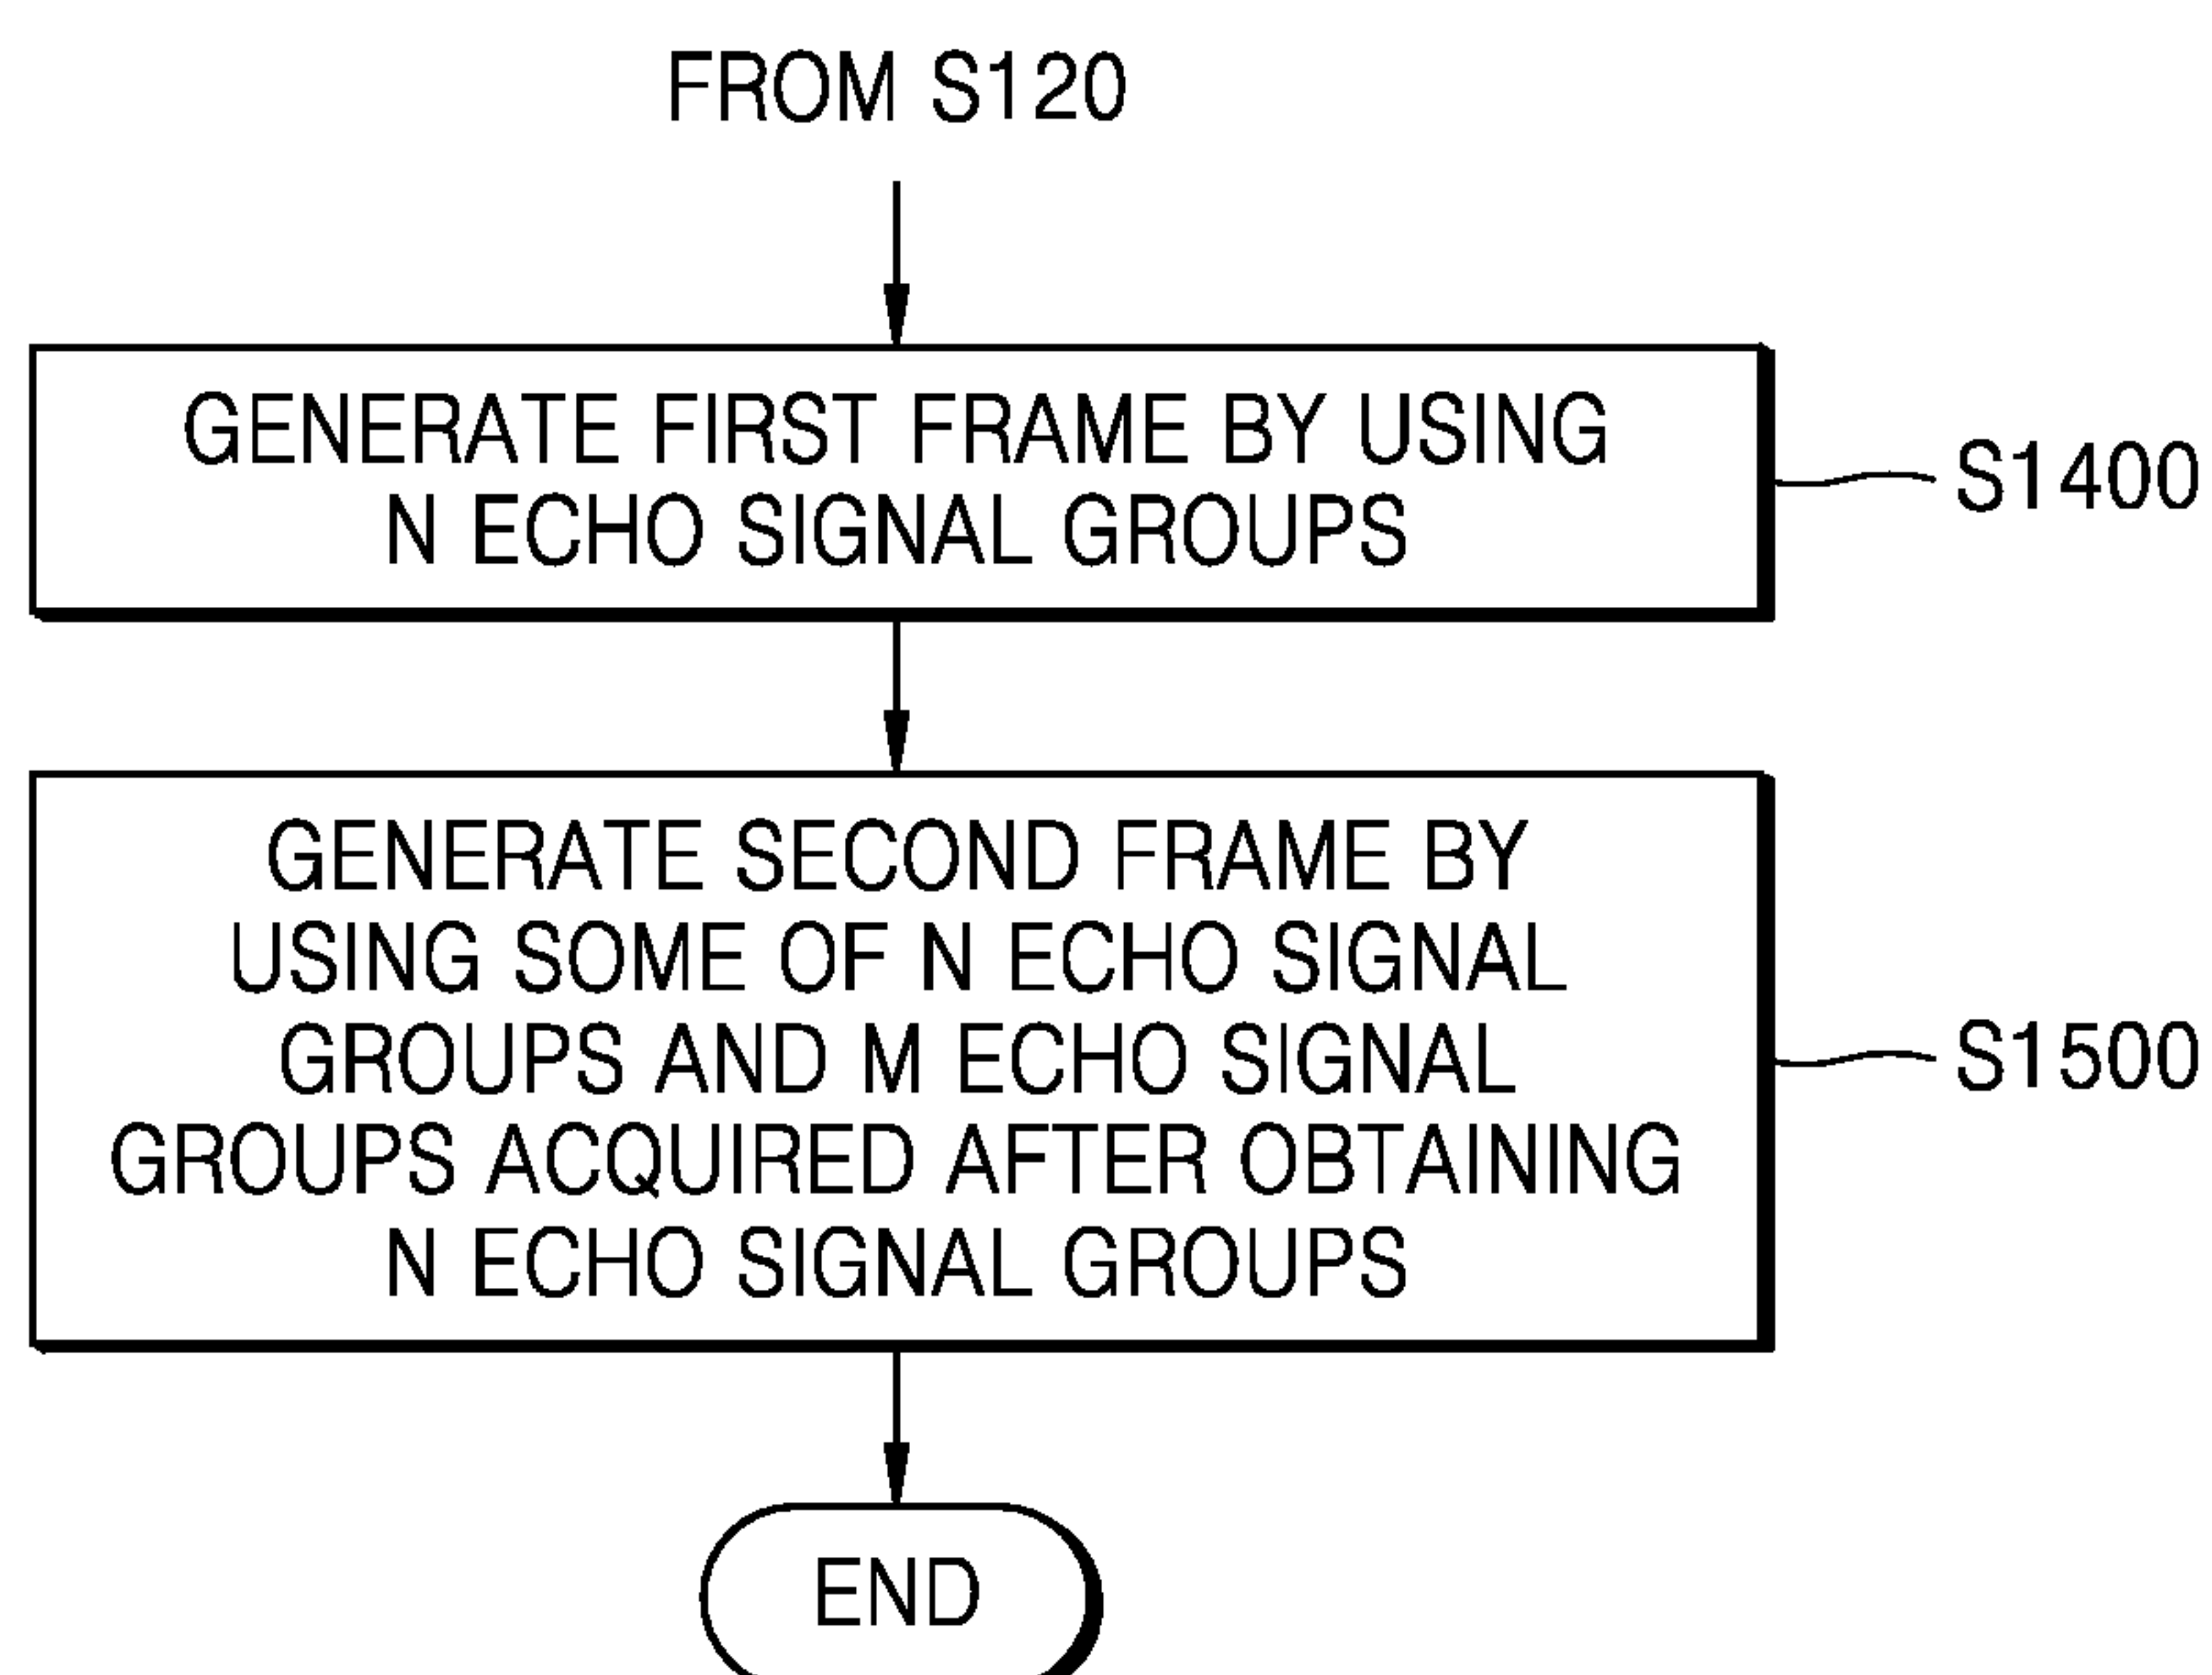 FROM S120
GENERATE FIRST FRAME BY USING
N ECHO SIGNAL GROUPS
S1400
GENERATE SECOND FRAME BY
USING SOME OF N ECHO SIGNAL
GROUPS AND M ECHO SIGNAL
GROUPS ACQUIRED AFTER OBTAINING
N ECHO SIGNAL GROUPS
S1500
END